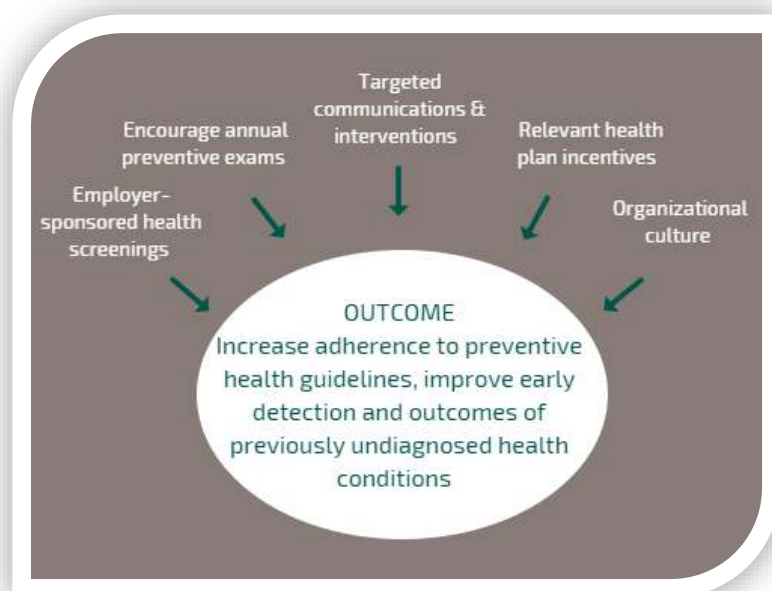 Targeted
communications &
interventions
Encourage annual
preventive exams
Relevant health
plan incentives
Employer-
sponsored health
screenings
Organizational
culture
OUTCOME
Increase adherence to preventive
health guidelines, improve early
detection and outcomes of
previously undiagnosed health
conditions